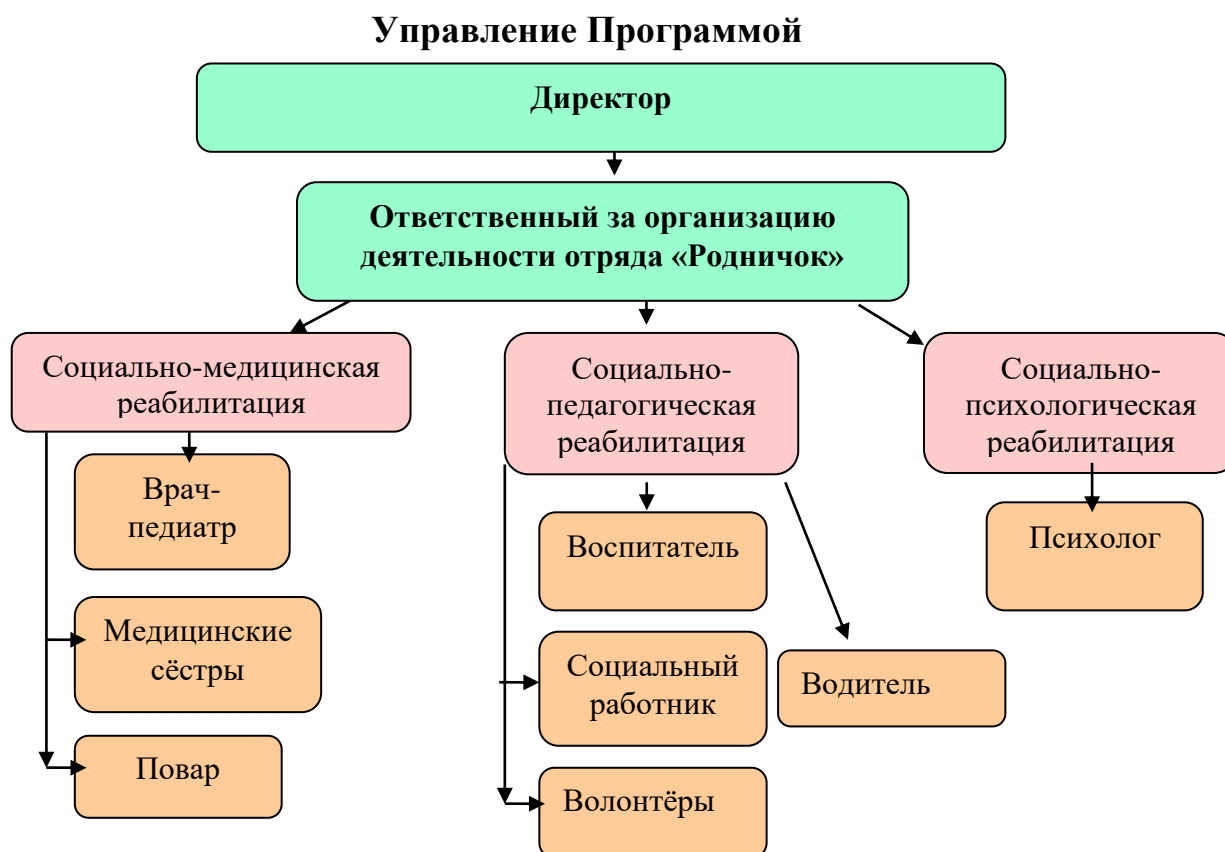 Управление Программой
Директор
Ответственный за организацию
деятельности отряда «Родничок»
Социально-медицинская
реабилитация
Социально-
педагогическая
реабилитация
Социально-
психологическая
реабилитация
Врач-
педиатр
Воспитатель
Психолог
Медицинские
сёстры
Социальный
работник
Водитель
Повар
Волонтёры